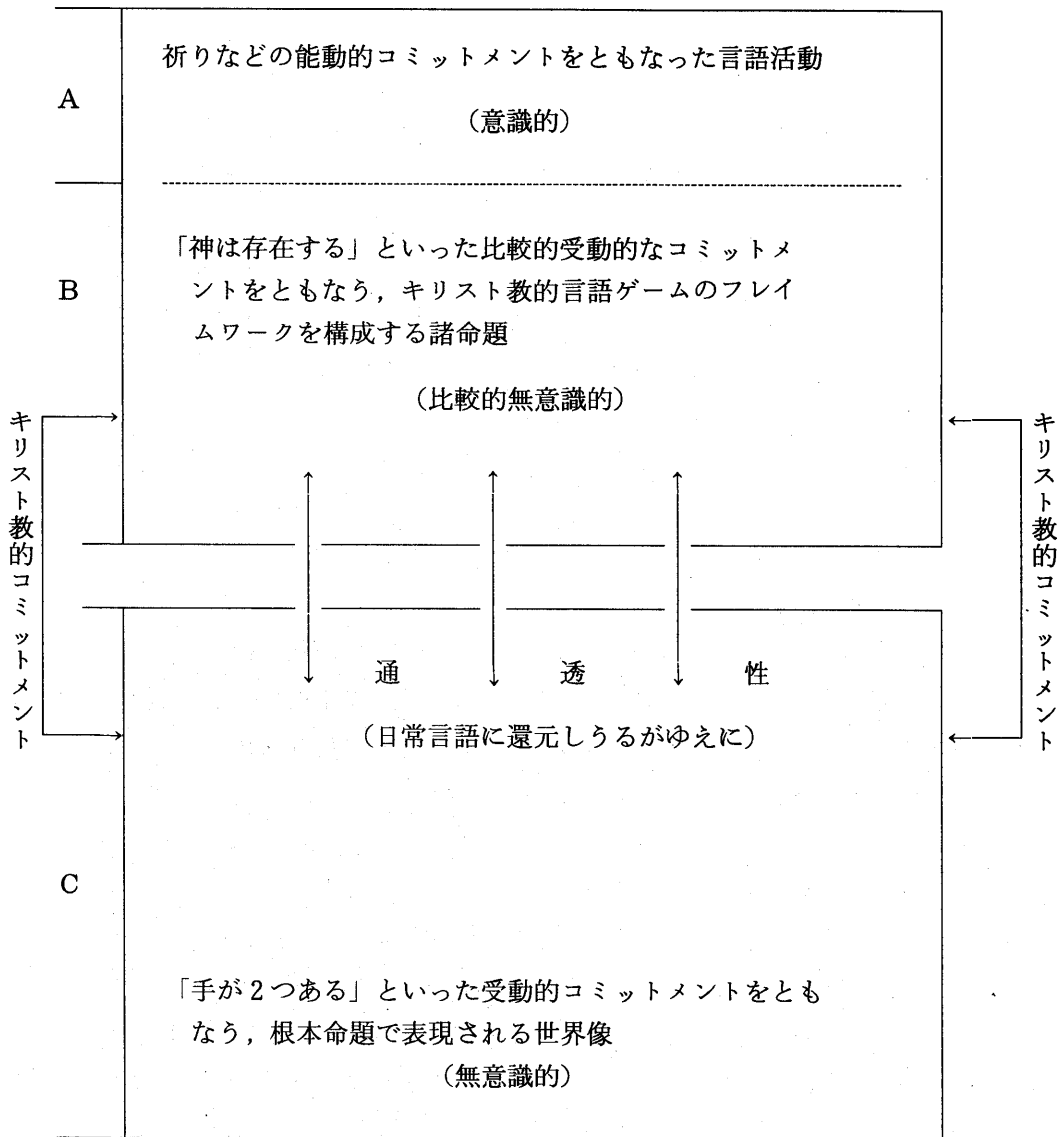 祈りなどの能動的コミットメントをともなった言語活動
A
(意識的)
「神は存在する」といった比較的受動的なコミットメ
B
ントをともなう,キリスト教的言語ゲームのフレイ
ムワークを構成する諸命題
(比較的無意識的)
キリスト教的コミットメント
キリスト教的コミットメント
通 透 性
(日常言語に還元しうるがゆえに)
C
「手が2つある」といった受動的コミットメントをとも
なう,根本命題で表現される世界像
(無意識的)